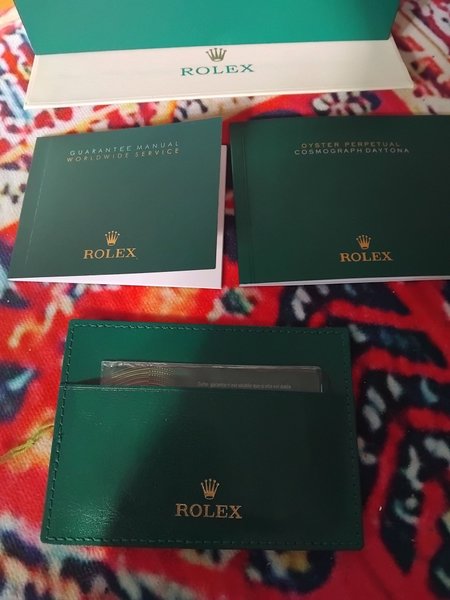 ROLEX
GUARANTEE MANUAL
WORLDWIDE SERVICE
ROLEX
OYSTER PERPETUAL
COSMOGRAPH DAYTONA
ROLEX
ROLEX